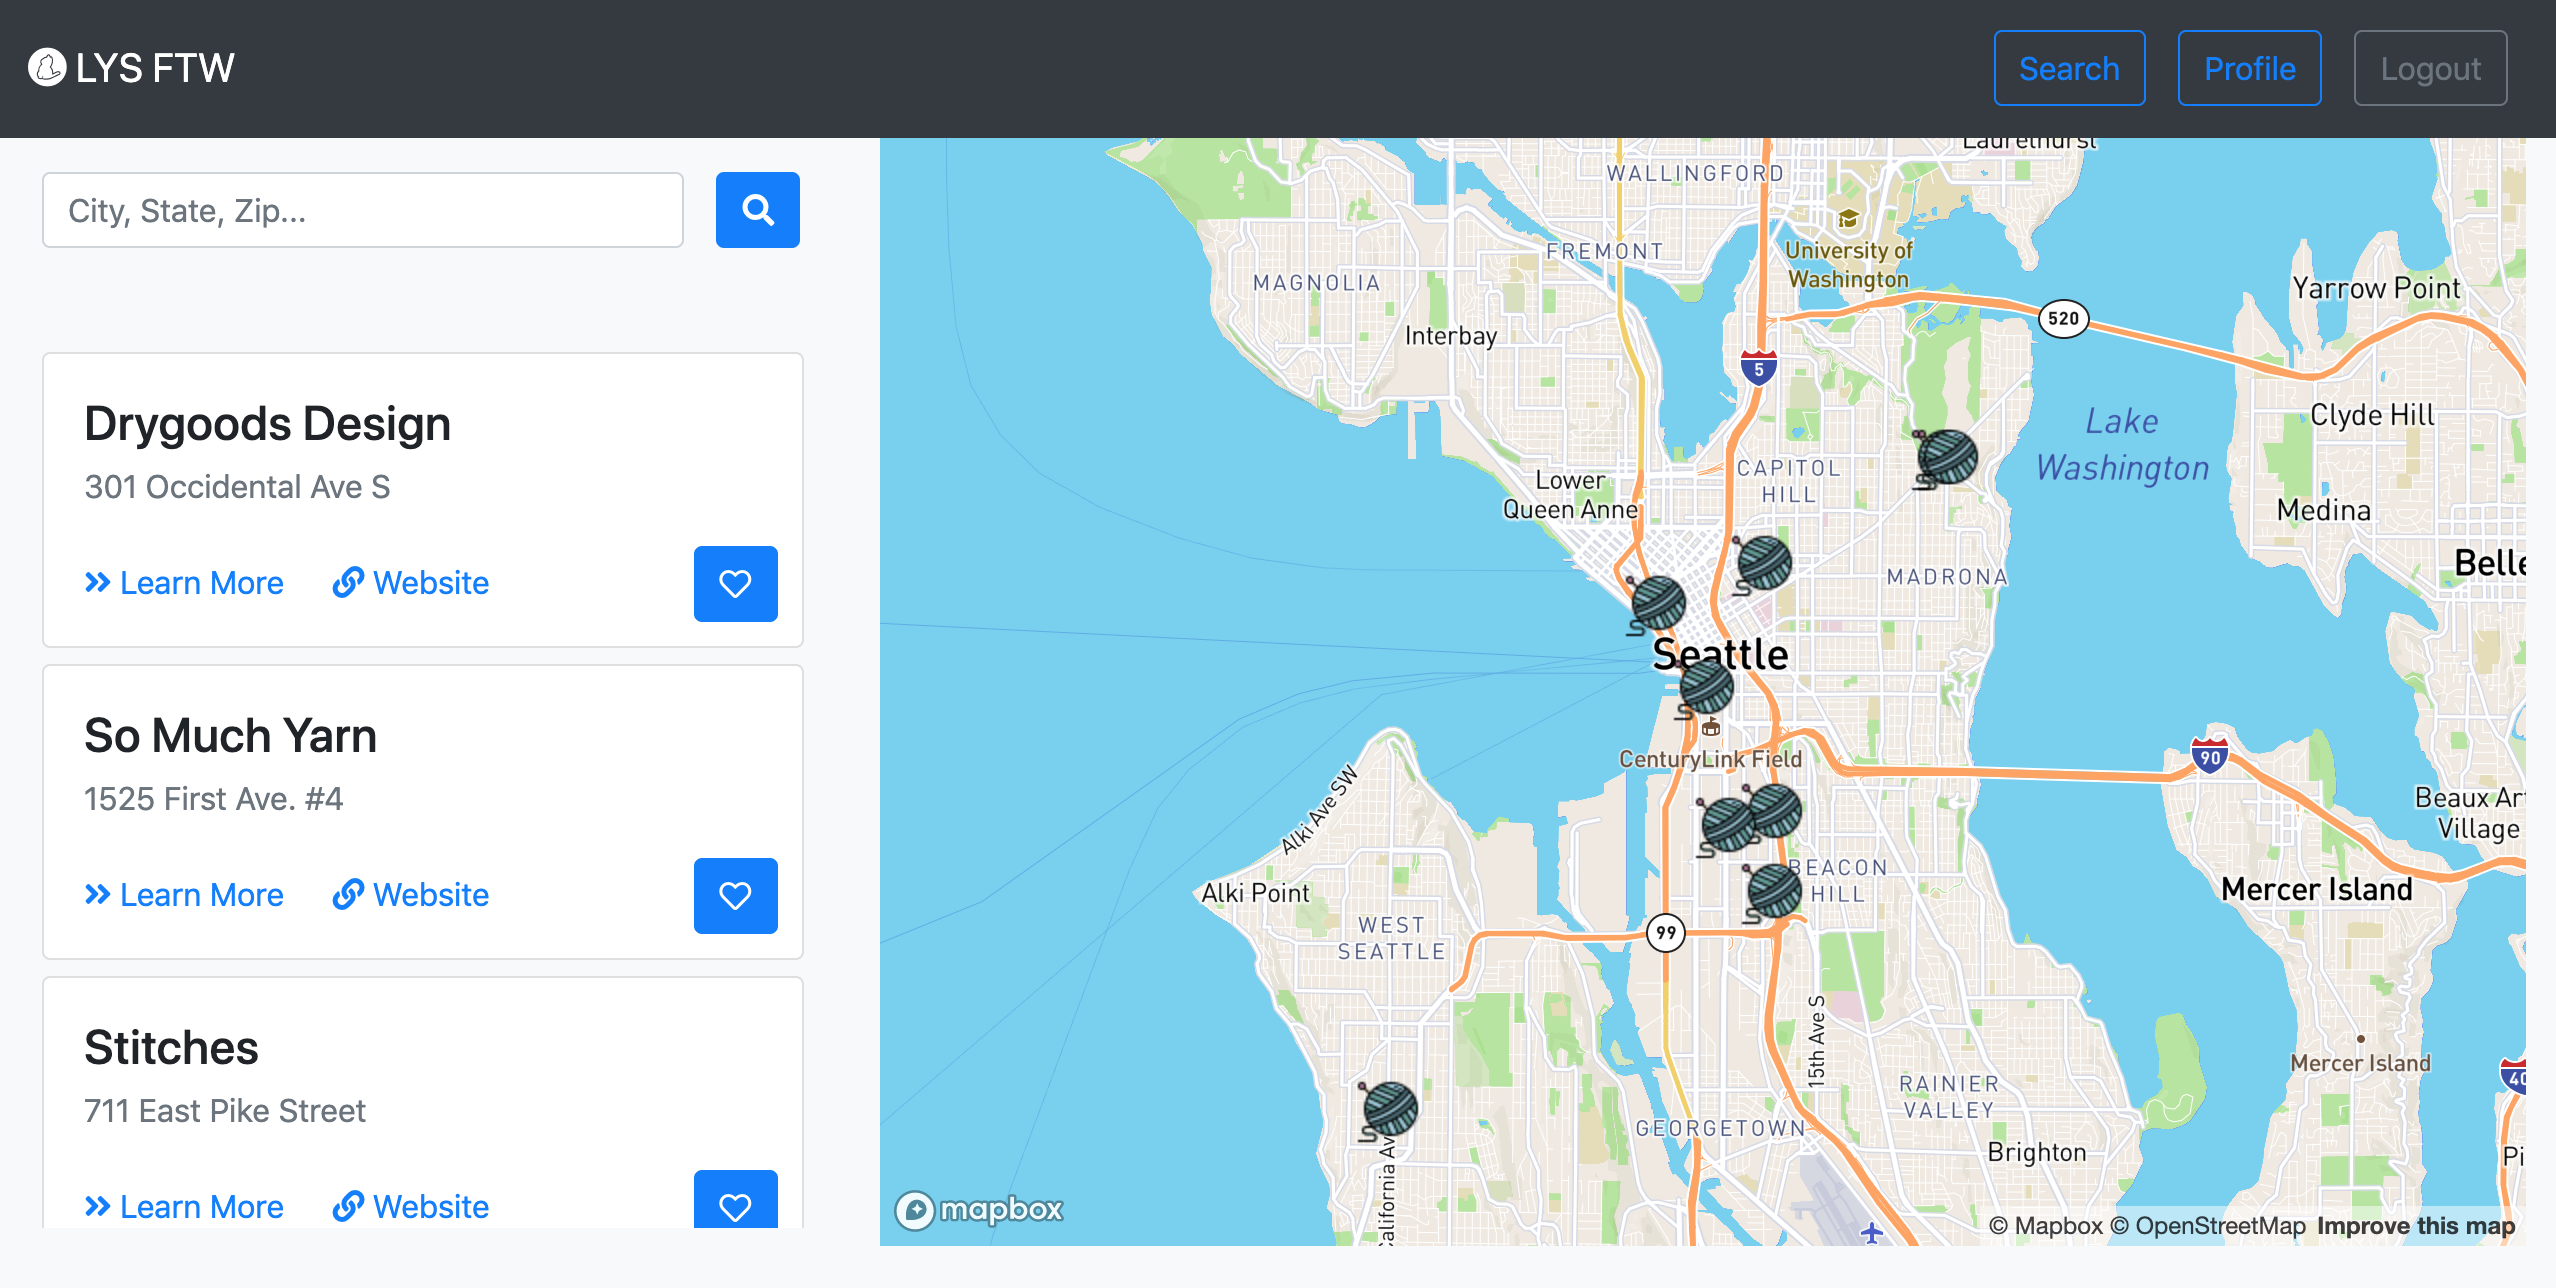 LYS FTW
Search
Profile
Logout
City, State, Zip...
Drygoods Design
301 Occidental Ave S
Learn More
Website
So Much Yarn
1525 First Ave. #4
Learn More
Website
Stitches
711 East Pike Street
Learn More
Website
Laurelhurst
WALLINGFORD
FREMONT
University of
Washington
MAGNOLIA
Interbay
520
Yarrow Point
5
Clyde Hill
Lake
Washington
CAPITOL
HILL
Lower
Queen Anne
Medina
Belle
MADRONA
Seattle
CenturyLink Field
90
Alki Ave SW
Beaux Ar
Village
BEACON
HILL
Alki Point
Mercer Island
WEST
SEATTLE
99
15th Ave S
Mercer Island
40
RAINIER
VALLEY
GEORGETOWN
Brighton
Pi
California Av
mapbox
© Mapbox © OpenStreetMap Improve this map